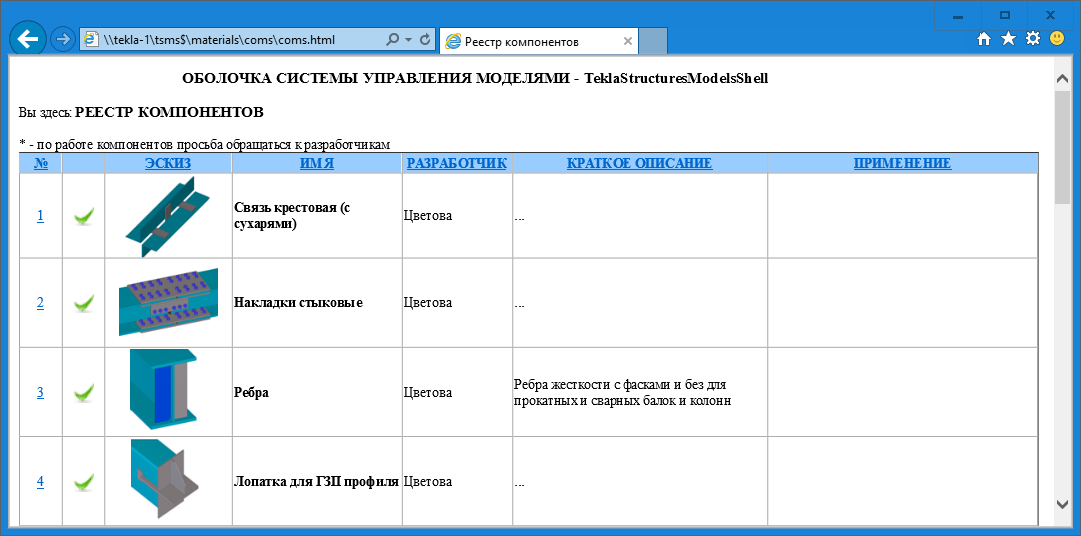 \\tekla-1\tsms$\materials\coms\coms.html
Реестр компонентов
ОБОЛОЧКА СИСТЕМЫ УПРАВЛЕНИЯ МОДЕЛЯМИ - TeklaStructuresModelsShell
Вы здесь: РЕЕСТР КОМПОНЕНТОВ
* - по работе компонентов просьба обращаться к разработчикам
№ ЭСКИЗ ИМЯ РАЗРАБОТЧИК КРАТКОЕ ОПИСАНИЕ ПРИМЕНЕНИЕ
1 Связь крестовая (с
сухарями) Цветова ...
2 Накладки стыковые Цветова ...
3 Ребра Цветова Ребра жесткости с фасками и без для
прокатных и сварных балок и колонн
4 Лопатка для ГЗП профиля Цветова ...